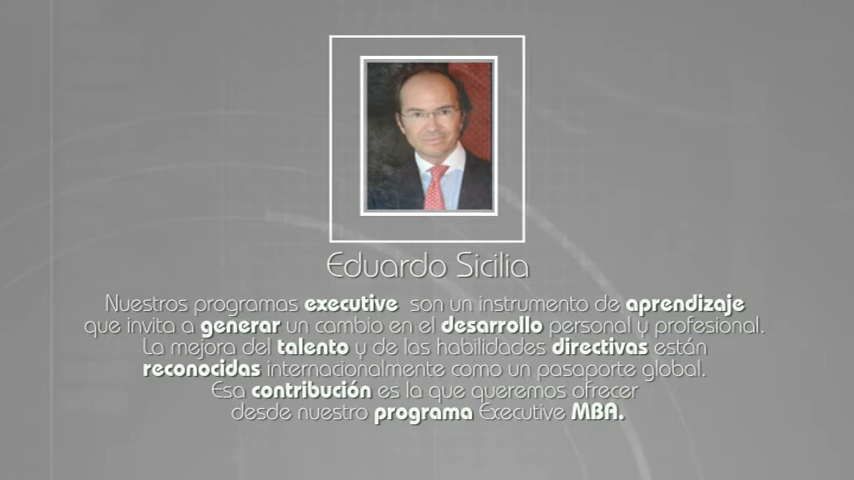 Eduardo Sicilia
Nuestros programas executive son un instrumento de aprendizaje
que invita a generar un cambio en el desarrollo personal y profesional.
La mejora del talento y de las habilidades directivas están
reconocidas internacionalmente como un pasaporte global.
Esa contribución es la que queremos ofrecer
desde nuestro programa Executive MBA.